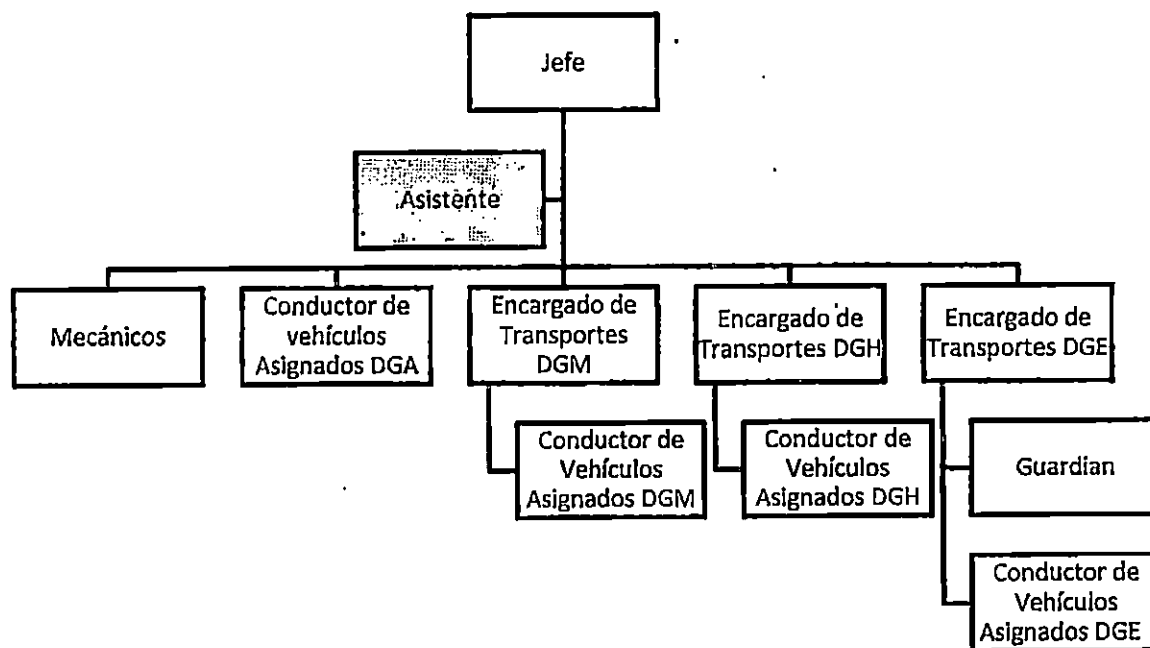 Jefe
Asistente
Mecánicos
Conductor de
vehículos
Asignados DGA
Encargado de
Transportes
DGM
Encargado de
Transportes DGH
Encargado de
Transportes DGE
Conductor de
Vehículos
Asignados DGM
Conductor de
Vehículos
Asignados DGH
Guardian
Conductor de
Vehículos
Asignados DGE